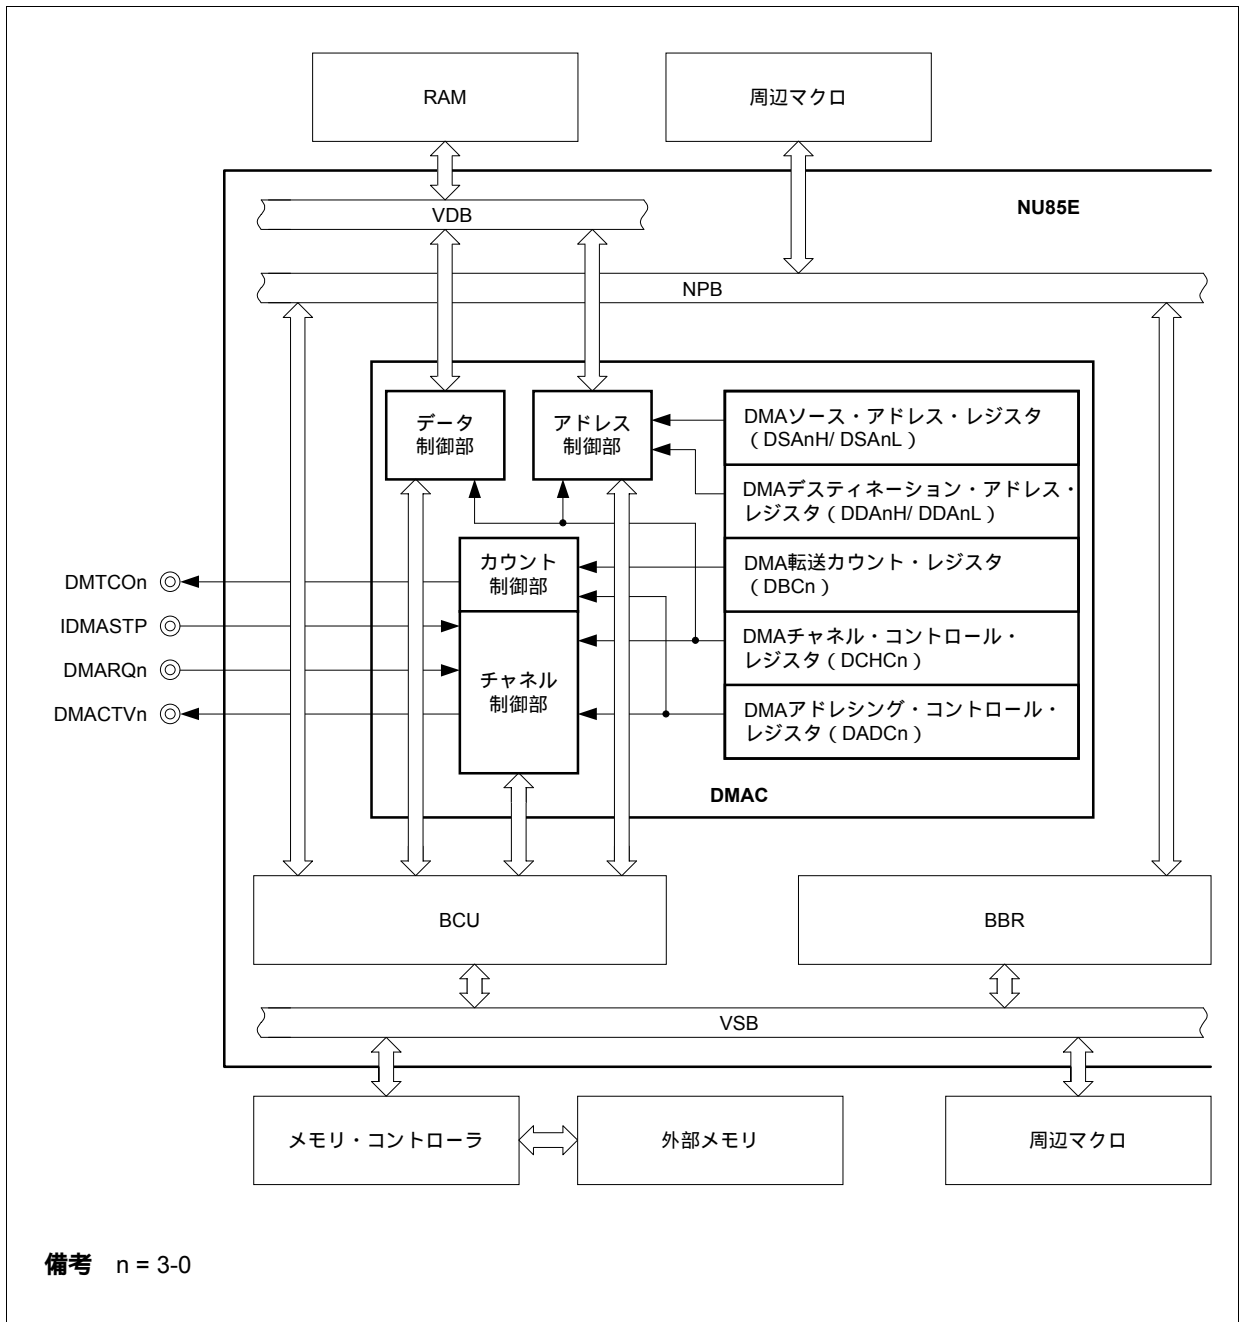 RAM
周辺マクロ
NU85E
VDB
NPB
データ
制御部
アドレス
制御部
DMAソース・アドレス・レジスタ
（DSAnH/ DSAnL）
DMAデスティネーション・アドレス・
レジスタ（DDAnH/ DDAnL）
カウント
制御部
DMA転送カウント・レジスタ
（DBCn）
DMTCOn
IDMASTP
DMARQn
DMACTVn
チャネル
制御部
DMAチャネル・コントロール・
レジスタ（DCHCn）
DMAアドレシング・コントロール・
レジスタ（DADCn）
DMAC
BCU
BBR
VSB
メモリ・コントローラ
外部メモリ
周辺マクロ
備考 n = 3-0